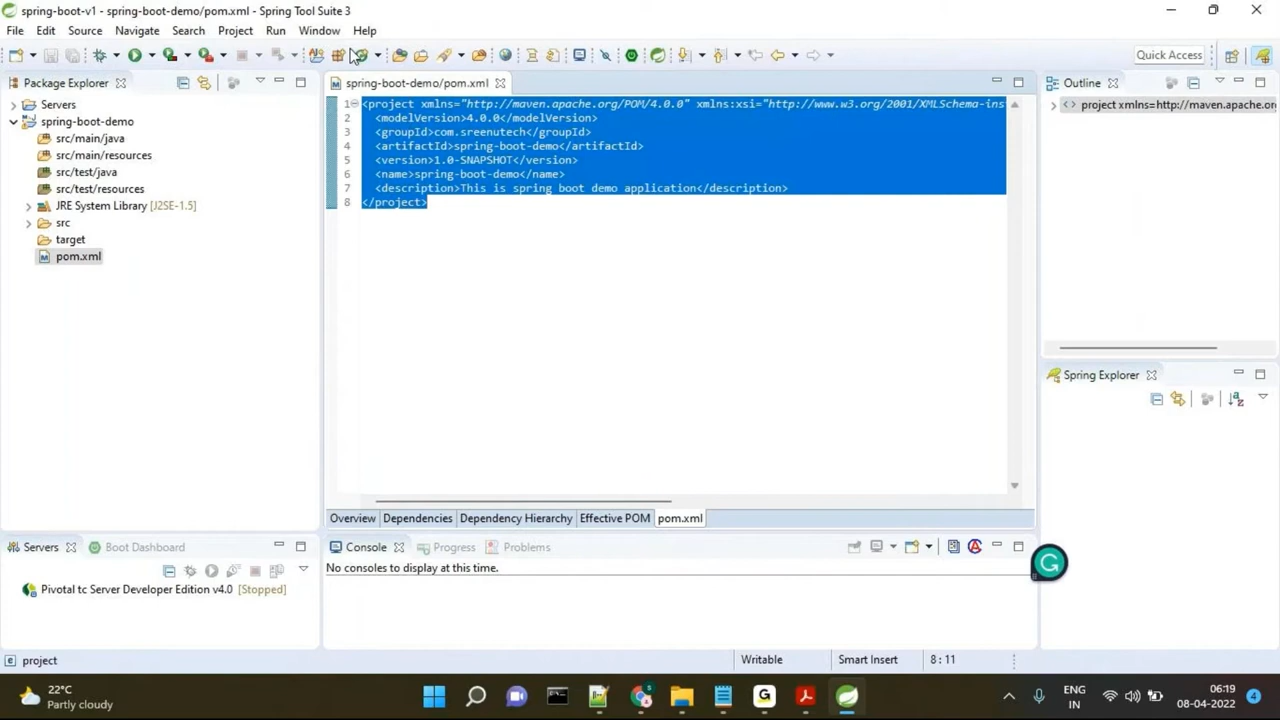 spring-boot-v1 - spring-boot-demo/pom.xml - Spring Tool Suite 3
File Edit Source Navigate Search Project Run Window Help
Quick Access
Package Explorer
Servers
spring-boot-demo
src/main/java
src/main/resources
src/test/java
src/test/resources
JRE System Library [J2SE-1.5]
src
target
pom.xml
spring-boot-demo/pom.xml
1 <project xmlns="http://maven.apache.org/POM/4.0.0" xmlns:xsi="http://www.w3.org/2001/XMLSchema-ins
2 <modelVersion>4.0.0</modelVersion>
3 <groupId>com.sreenutech</groupId>
4 <artifactId>spring-boot-demo</artifactId>
5 <version>1.0-SNAPSHOT</version>
6 <name>spring-boot-demo</name>
7 <description>This is spring boot demo application</description>
8 </project>
Overview Dependencies Dependency Hierarchy Effective POM pom.xml
Outline
project xmlns=http://maven.apache.or
Spring Explorer
Servers Boot Dashboard
Pivotal tc Server Developer Edition v4.0 [Stopped]
Console Progress Problems
No consoles to display at this time.
project
Writable Smart Insert 8 : 11
22°C
Partly cloudy
ENG
IN
06:19
08-04-2022
4